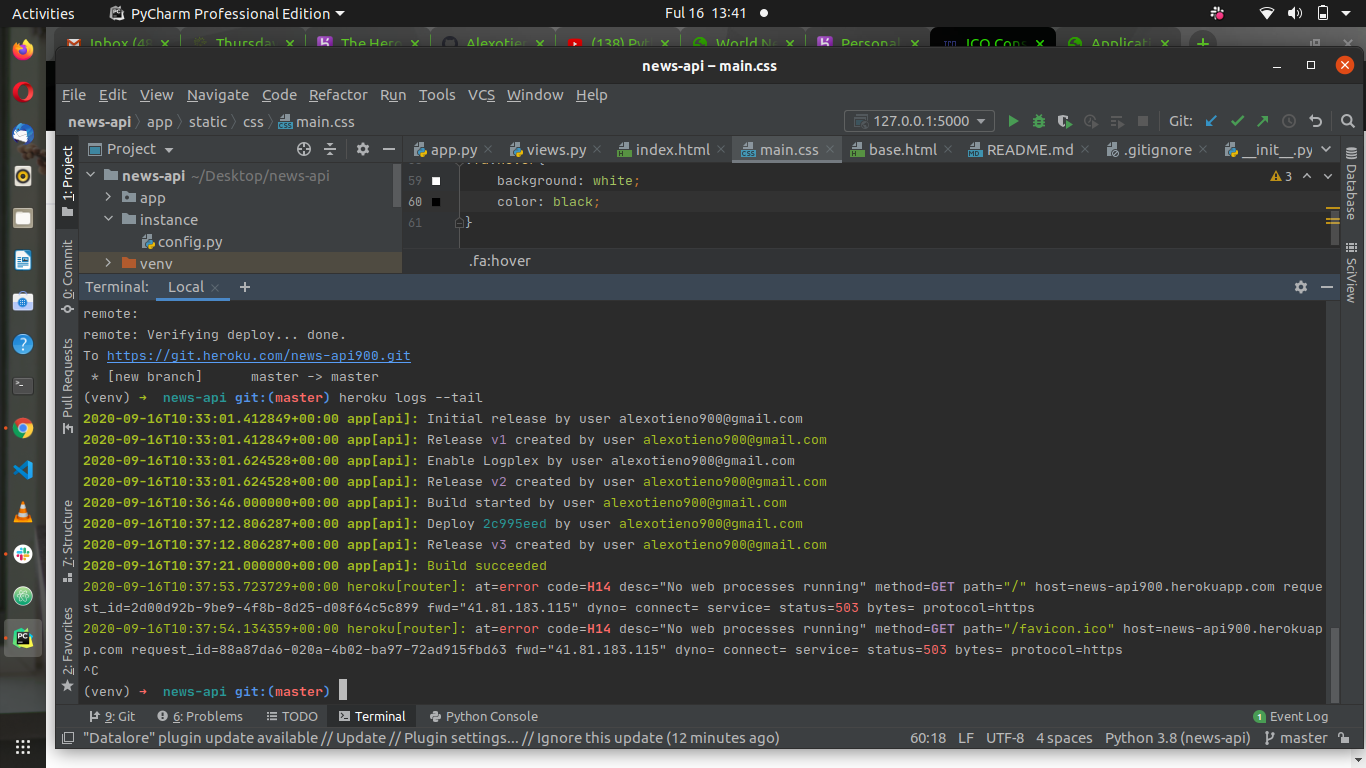 Activities PyCharm Professional Edition Ful 16 13:41
Inbox (48 Thursday The Hero Alexotie (138) Pyt World N Personal ICO Cons Applicati
news-api – main.css
File Edit View Navigate Code Refactor Run Tools VCS Window Help
news-api app static css main.css 127.0.0.1:5000 Git:
1: Project
Project app.py views.py index.html main.css base.html README.md .gitignore __init__.py
news-api ~/Desktop/news-api
app
instance
config.py
venv
59 background: white;
60 color: black;
61 }
3
.fa:hover
Database
SciView
0: Commit
Pull Requests
7: Structure
2: Favorites
Terminal: Local +
remote:
remote: Verifying deploy... done.
To https://git.heroku.com/news-api900.git
* [new branch] master -> master
(venv) ➜ news-api git:(master) heroku logs --tail
2020-09-16T10:33:01.412849+00:00 app[api]: Initial release by user alexotieno900@gmail.com
2020-09-16T10:33:01.412849+00:00 app[api]: Release v1 created by user alexotieno900@gmail.com
2020-09-16T10:33:01.624528+00:00 app[api]: Enable Logplex by user alexotieno900@gmail.com
2020-09-16T10:33:01.624528+00:00 app[api]: Release v2 created by user alexotieno900@gmail.com
2020-09-16T10:36:46.000000+00:00 app[api]: Build started by user alexotieno900@gmail.com
2020-09-16T10:37:12.806287+00:00 app[api]: Deploy 2c995eed by user alexotieno900@gmail.com
2020-09-16T10:37:12.806287+00:00 app[api]: Release v3 created by user alexotieno900@gmail.com
2020-09-16T10:37:21.000000+00:00 app[api]: Build succeeded
2020-09-16T10:37:53.723729+00:00 heroku[router]: at=error code=H14 desc="No web processes running" method=GET path="/" host=news-api900.herokuapp.com reque
st_id=2d00d92b-9be9-4f8b-8d25-d08f64c5c899 fwd="41.81.183.115" dyno= connect= service= status=503 bytes= protocol=https
2020-09-16T10:37:54.134359+00:00 heroku[router]: at=error code=H14 desc="No web processes running" method=GET path="/favicon.ico" host=news-api900.herokuap
p.com request_id=88a87da6-020a-4b02-ba97-72ad915fbd63 fwd="41.81.183.115" dyno= connect= service= status=503 bytes= protocol=https
^C
(venv) ➜ news-api git:(master)
9: Git 6: Problems TODO Terminal Python Console 1 Event Log
"Datalore" plugin update available // Update // Plugin settings... // Ignore this update (12 minutes ago) 60:18 LF UTF-8 4 spaces Python 3.8 (news-api) master